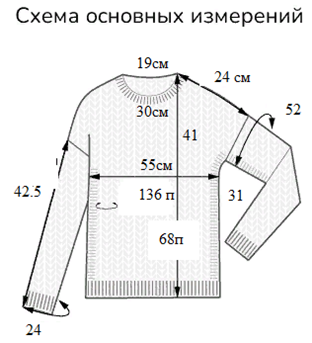 Схема основных измерений
19см
24 см
30см
52
41
55см
42.5
136 п
31
68п
24